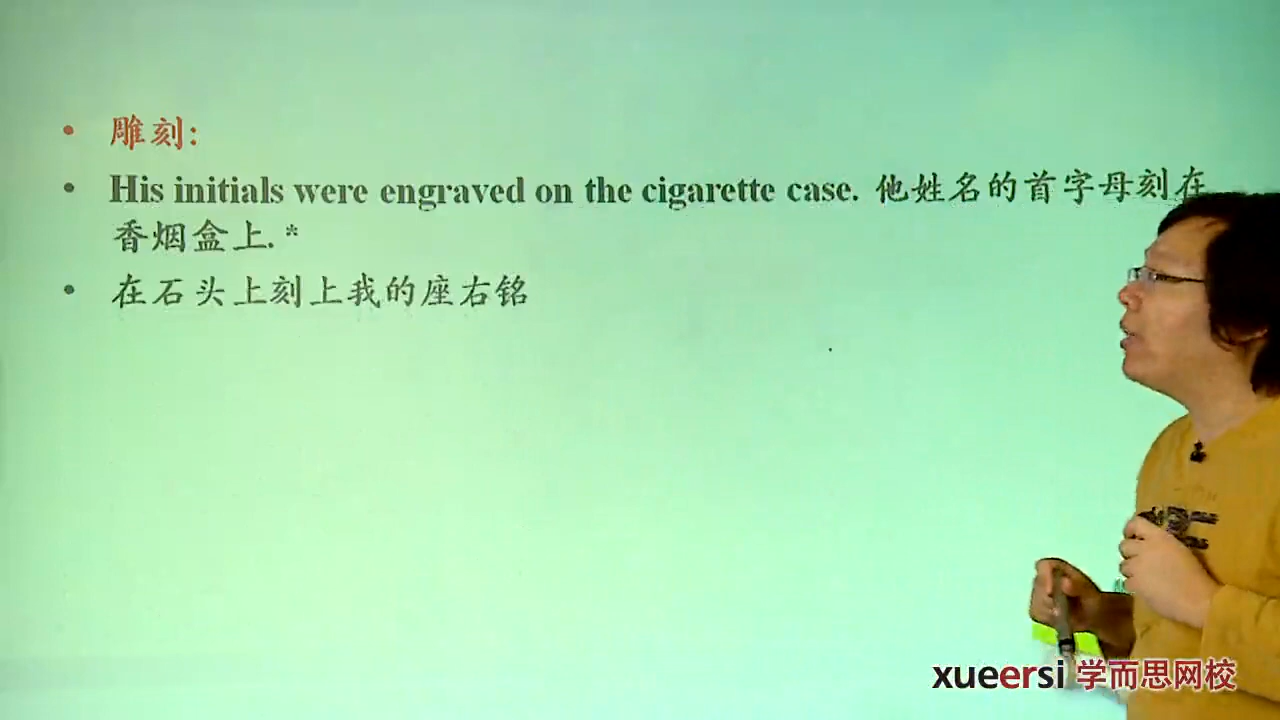 • 雕刻:
• His initials were engraved on the cigarette case. 他姓名的首字母刻在
香烟盒上. *
• 在石头上刻上我的座右铭
xueersi 学而思网校